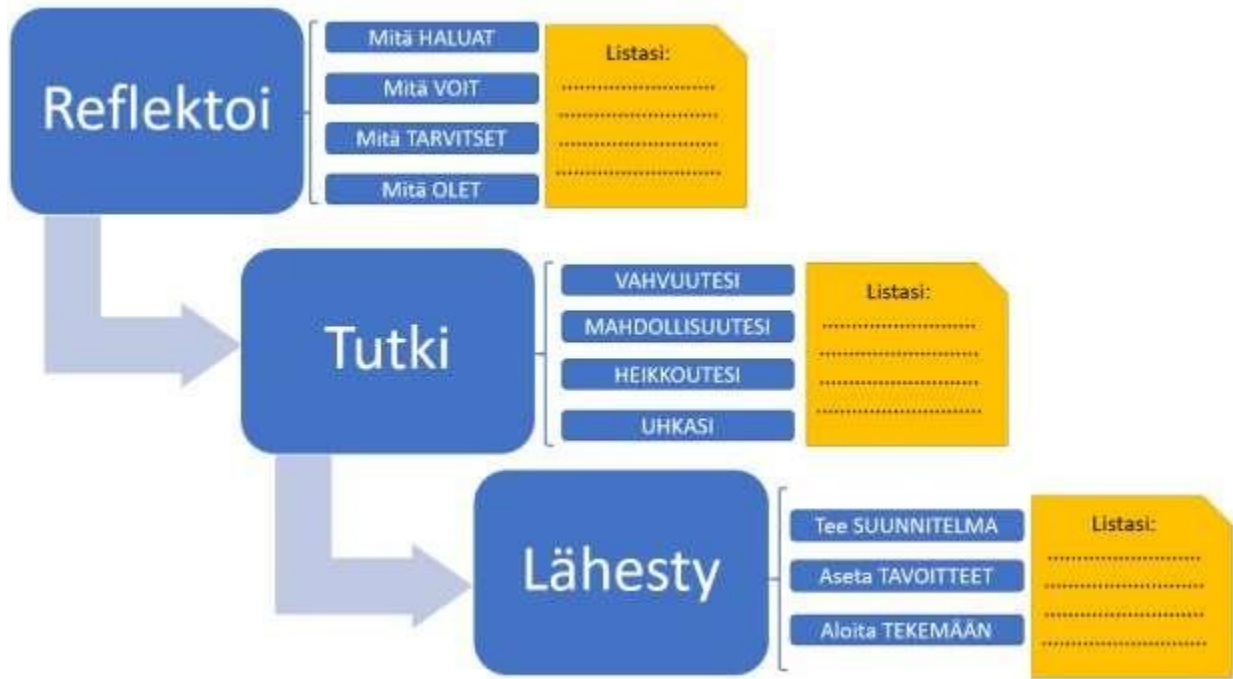 Reflektoi
Mitä HALUAT
Mitä VOIT
Mitä TARVITSET
Mitä OLET
Listasi:
................................
................................
................................
................................
Tutki
VAHVUUTESI
MAHDOLLISUUTESI
HEIKKOUTESI
UHKASI
Listasi:
................................
................................
................................
................................
Lähesty
Tee SUUNNITELMA
Aseta TAVOITTEET
Aloita TEKEMÄÄN
Listasi:
................................
................................
................................
................................